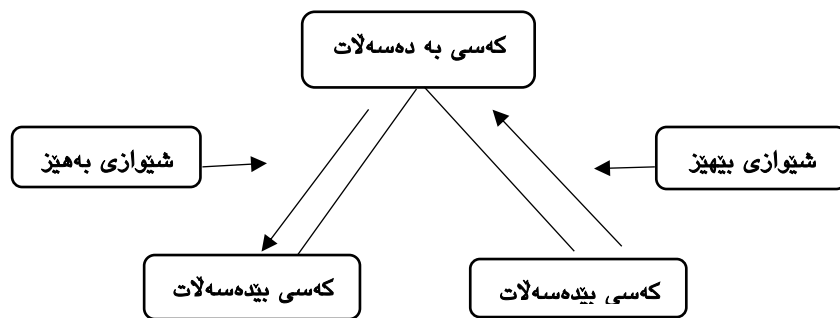 کەسی بە دەسەڵات
شێوازی بێهێز
شێوازی بەهێز
کەسی بێدەسەڵات
کەسی بێدەسەڵات